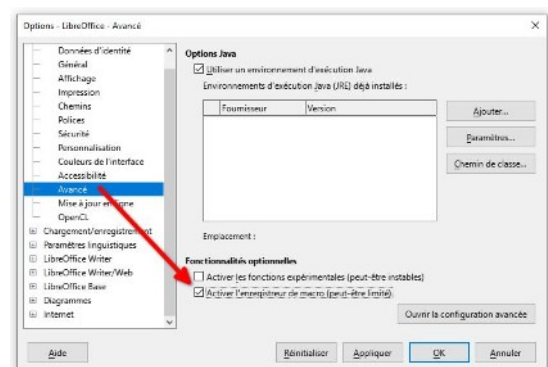 Options - LibreOffice - Avancé
Données d'identité
Général
Affichage
Impression
Chemins
Polices
Sécurité
Personnalisation
Couleurs de l'interface
Accessibilité
Avancé
Mise à jour en ligne
OpenCL
Chargement/enregistrement
Paramètres linguistiques
LibreOffice Writer
LibreOffice Writer/Web
LibreOffice Base
Diagrammes
Internet
Options Java
Utiliser un environnement d'exécution Java
Environnements d'exécution Java (JRE) déjà installés :
Fournisseur Version
Ajouter...
Paramètres...
Chemin de classe...
Emplacement :
Fonctionnalités optionnelles
Activer les fonctions expérimentales (peut-être instables)
Activer l'enregistreur de macro (peut-être limité)
Ouvrir la configuration avancée
Aide Réinitialiser Appliquer OK Annuler